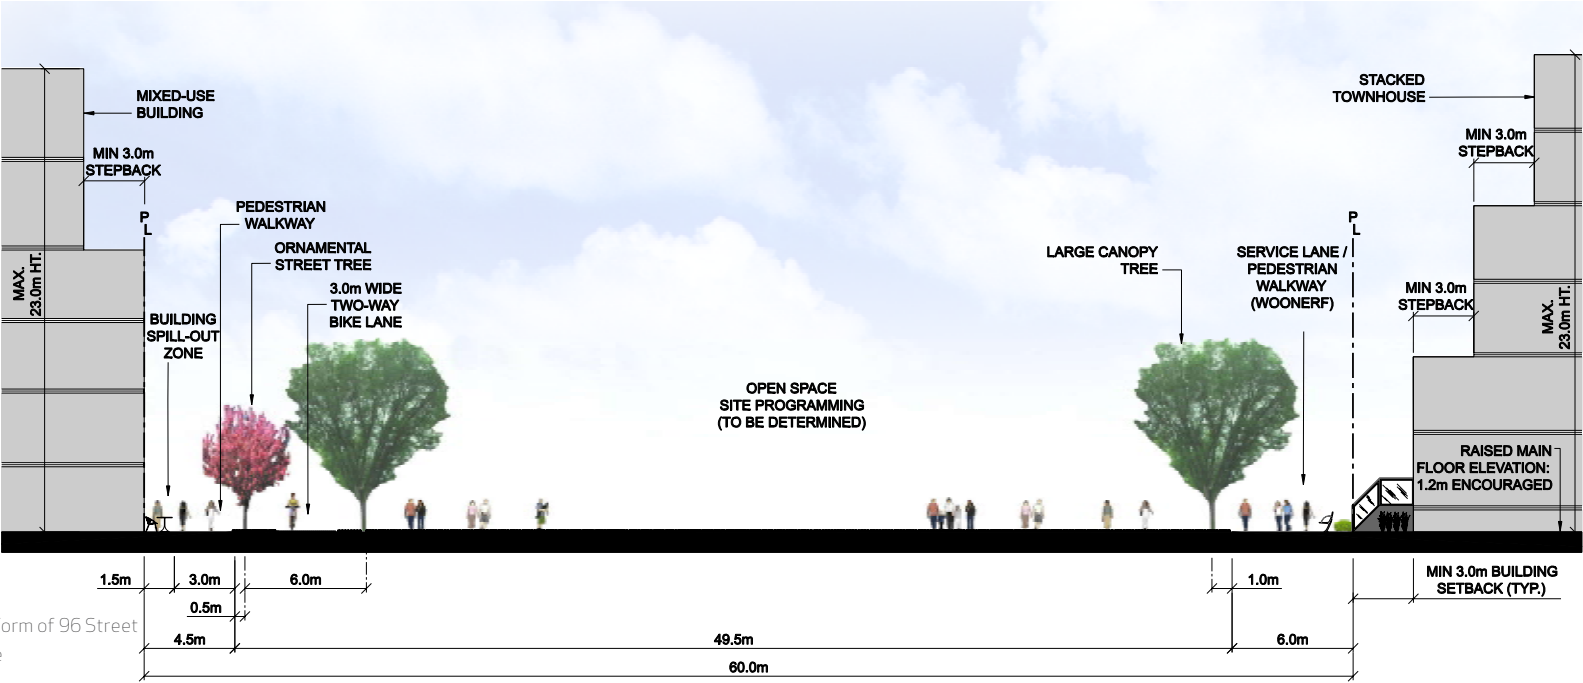 MIXED-USE
BUILDING
MIN 3.0m
STEPBACK
P
L
PEDESTRIAN
WALKWAY
ORNAMENTAL
STREET TREE
3.0m WIDE
TWO-WAY
BIKE LANE
BUILDING
SPILL-OUT
ZONE
MAX.
23.0m HT.
OPEN SPACE
SITE PROGRAMMING
(TO BE DETERMINED)
LARGE CANOPY
TREE
SERVICE LANE /
PEDESTRIAN
WALKWAY
(WOONERF)
P
L
STACKED
TOWNHOUSE
MIN 3.0m
STEPBACK
MIN 3.0m
STEPBACK
MAX.
23.0m HT.
RAISED MAIN
FLOOR ELEVATION:
1.2m ENCOURAGED
1.5m
3.0m
6.0m
1.0m
MIN 3.0m BUILDING
SETBACK (TYP.)
0.5m
orm of 96 Street
4.5m
49.5m
6.0m
60.0m